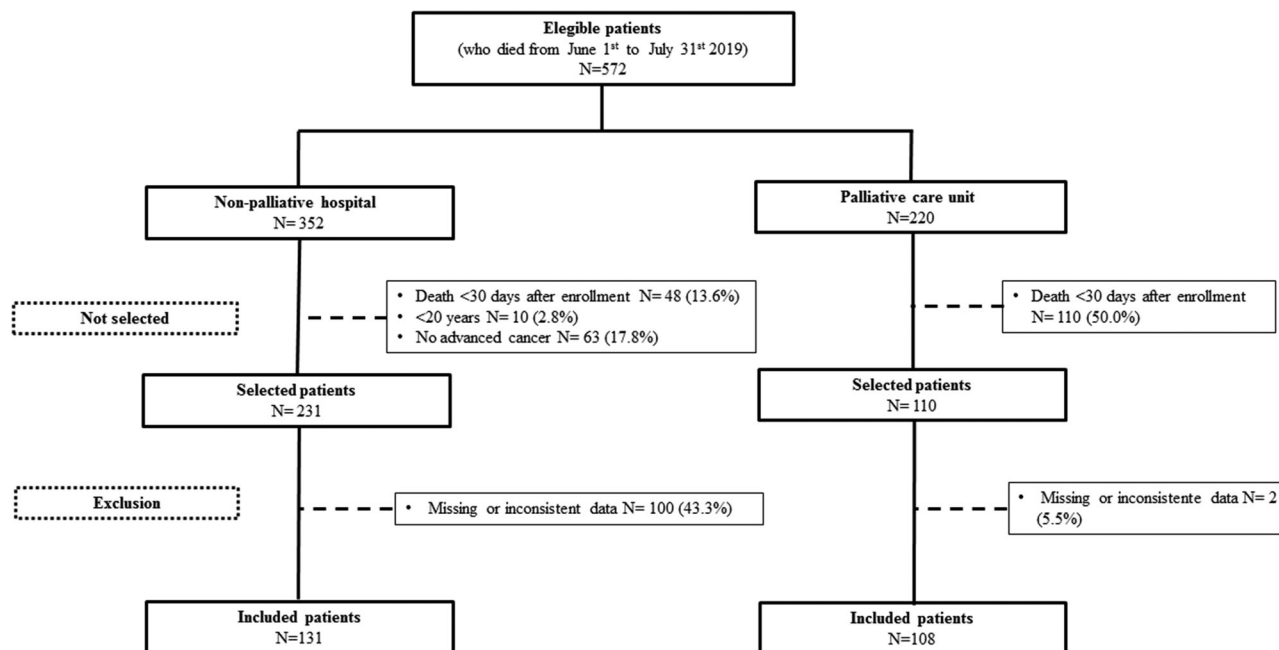 Elegible patients
(who died from June 1st to July 31st 2019)
N=572
Non-palliative hospital
N= 352
Palliative care unit
N=220
Not selected
• Death <30 days after enrollment N= 48 (13.6%)
• <20 years N= 10 (2.8%)
• No advanced cancer N= 63 (17.8%)
• Death <30 days after enrollment
N= 110 (50.0%)
Selected patients
N= 231
Selected patients
N= 110
Exclusion
• Missing or inconsistent data N= 100 (43.3%)
• Missing or inconsistente data N= 2
(5.5%)
Included patients
N=131
Included patients
N=108